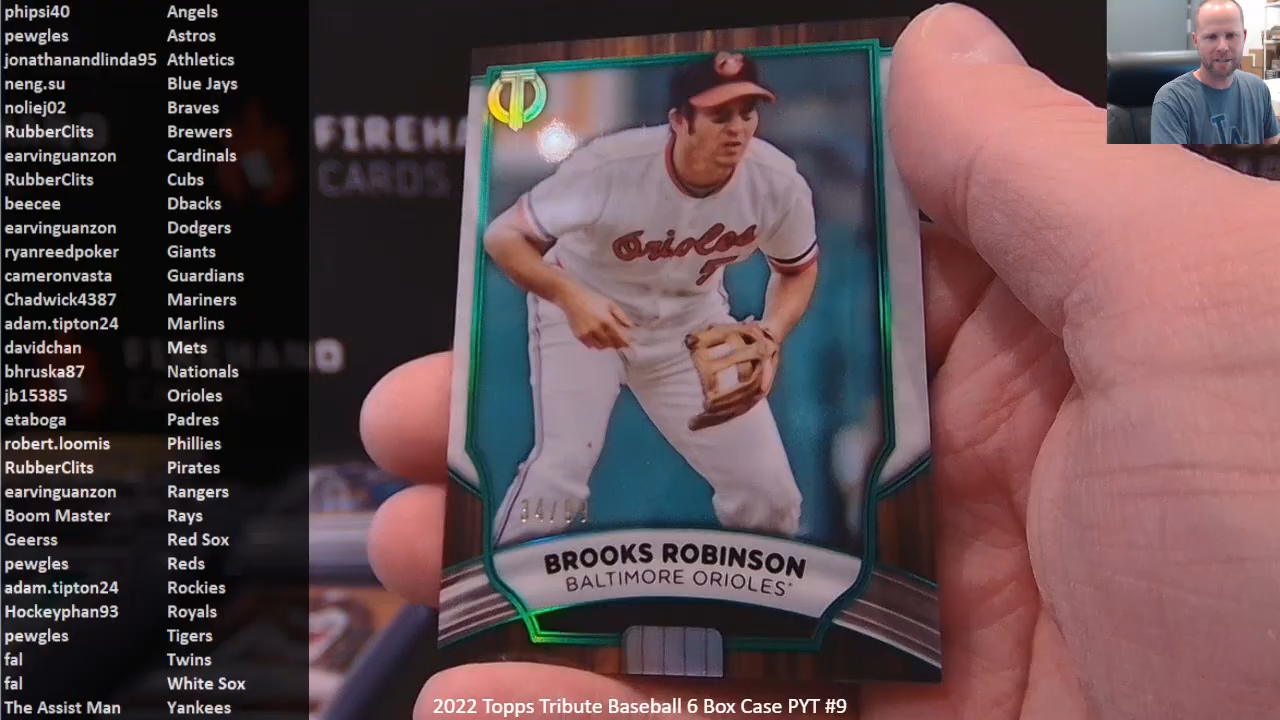 phipsi40 Angels
pewgles Astros
jonathanandlinda95 Athletics
neng.su Blue Jays
noliej02 Braves
RubberClits Brewers
earvinguanzon Cardinals
RubberClits Cubs
beecee Dbacks
earvinguanzon Dodgers
ryanreedpoker Giants
cameronvasta Guardians
Chadwick4387 Mariners
adam.tipton24 Marlins
davidchan Mets
bhruska87 Nationals
jb15385 Orioles
etaboga Padres
robert.loomis Phillies
RubberClits Pirates
earvinguanzon Rangers
Boom Master Rays
Geerss Red Sox
pewgles Reds
adam.tipton24 Rockies
Hockeyphan93 Royals
pewgles Tigers
fal Twins
fal White Sox
The Assist Man Yankees
CARDS
Orioles
5
BROOKS ROBINSON
BALTIMORE ORIOLES
LA
2022 Topps Tribute Baseball 6 Box Case PYT #9